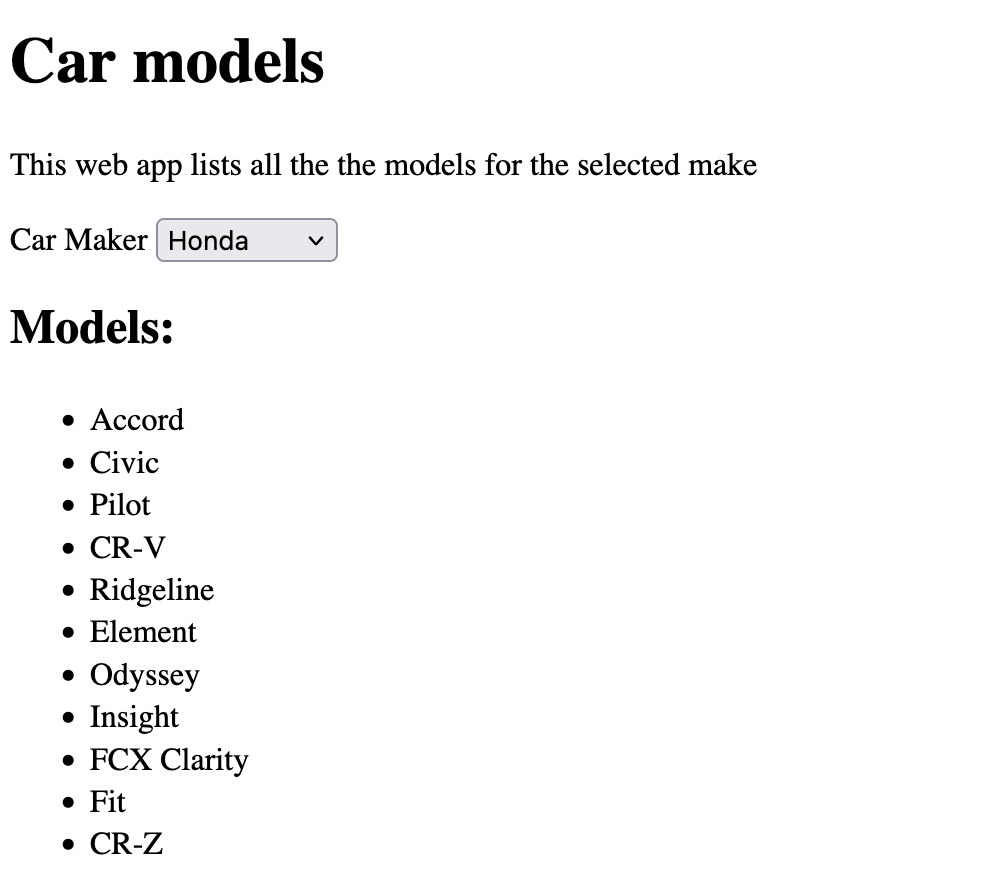 Car models
This web app lists all the the models for the selected make
Car Maker Honda
Models:
Accord
Civic
Pilot
CR-V
Ridgeline
Element
Odyssey
Insight
FCX Clarity
Fit
CR-Z